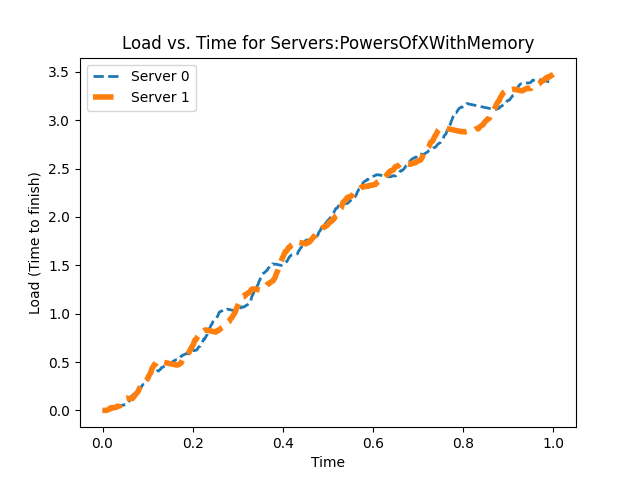 Load vs. Time for Servers:PowersOfXWithMemory
Server 0
Server 1
Load (Time to finish)
3.5
3.0
2.5
2.0
1.5
1.0
0.5
0.0
0.0 0.2 0.4 0.6 0.8 1.0
Time